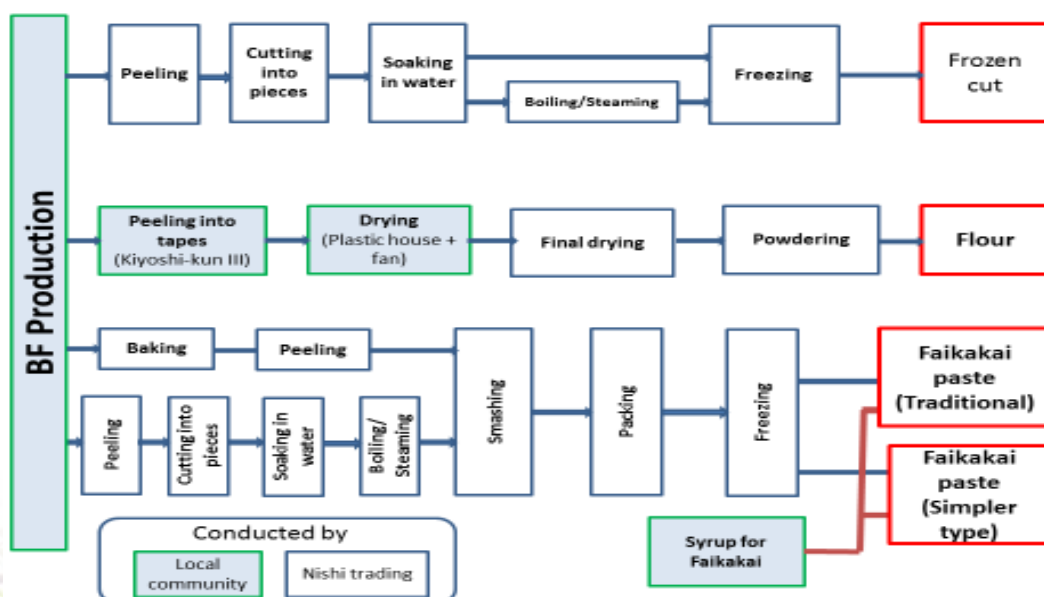 BF Production
Peeling
Cutting
into
pieces
Soaking
in water
Boiling/Steaming
Freezing
Frozen
cut
Peeling into
tapes
(Kiyoshi-kun III)
Drying
(Plastic house +
fan)
Final drying
Powdering
Flour
Baking
Peeling
Peeling
Cutting into
pieces
Soaking in
water
Boiling/
Steaming
Smashing
Packing
Freezing
Faikakai
paste
(Traditional)
Faikakai
paste
(Simpler
type)
Syrup for
Faikakai
Conducted by
Local
community
Nishi trading